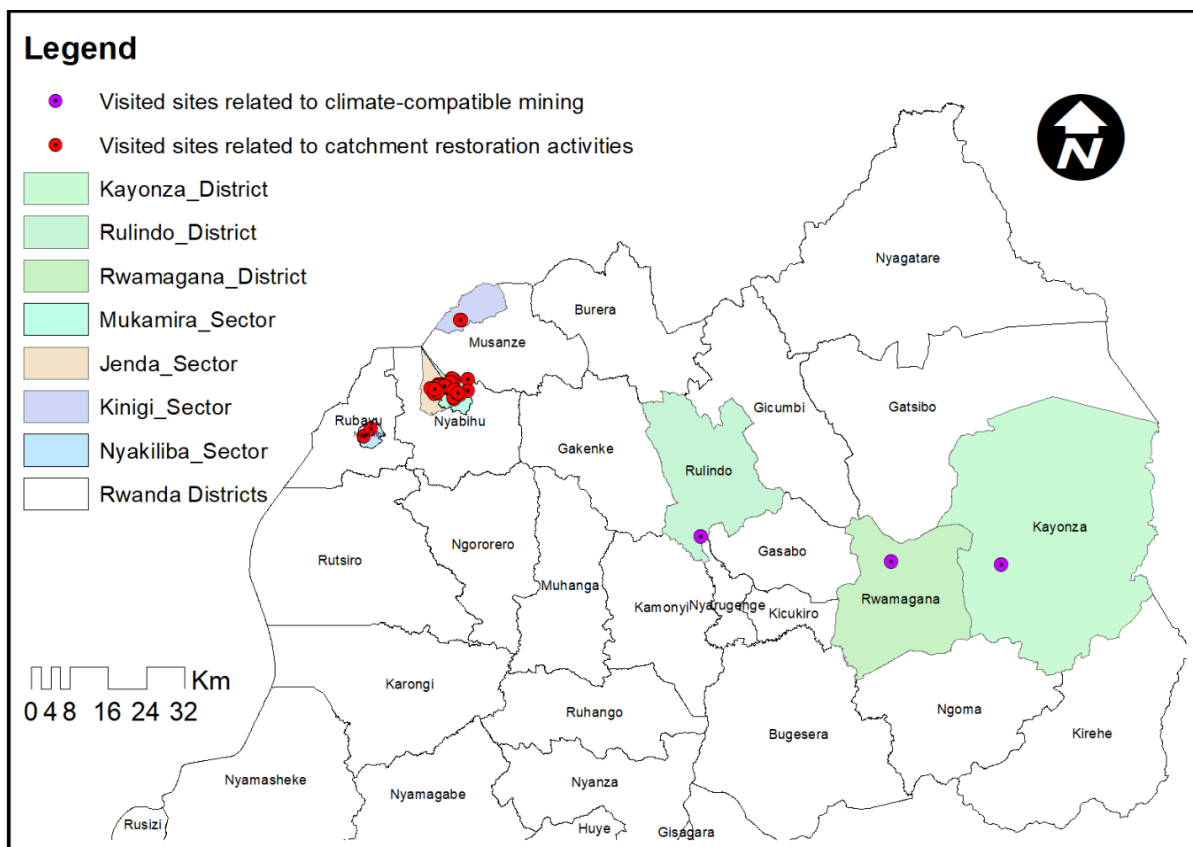 Legend
Visited sites related to climate-compatible mining
Visited sites related to catchment restoration activities
Kayonza_District
Rulindo_District
Rwamagana_District
Mukamira_Sector
Jenda_Sector
Kinigi_Sector
Nyakiliba_Sector
Rwanda Districts
N
Nyagatare
Burera
Musanze
Gicumbi
Gatsibo
Rubavu
Nyabihu
Gakenke
Rulindo
Kayonza
Rutsiro
Ngororero
Gasabo
Muhanga
Kamonyi
Nyarugenge
Kicukiro
Rwamagana
Km
0 4 8 16 24 32
Karongi
Ruhango
Ngoma
Bugesera
Kirehe
Nyamasheke
Nyamagabe
Nyanza
Rusizi
Huye
Gisagara